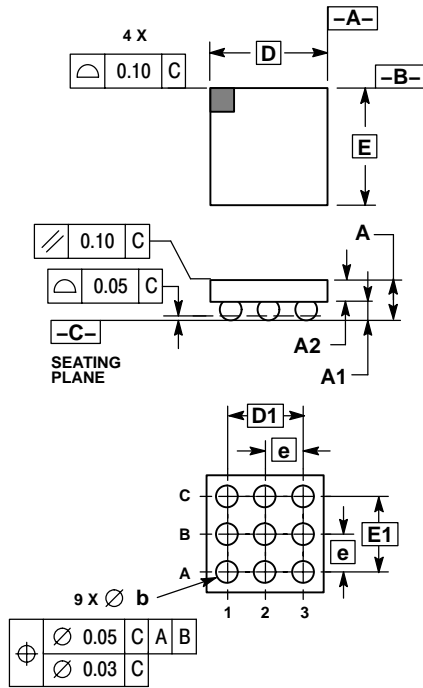 4 X
⌓ 0.10 C
D
–A–
–B–
E
// 0.10 C
⌓ 0.05 C
–C–
SEATING
PLANE
A
A2
A1
D1
e
C
B
A
E1
e
9 X ∅ b
1 2 3
⌖ ∅ 0.05 C A B
∅ 0.03 C